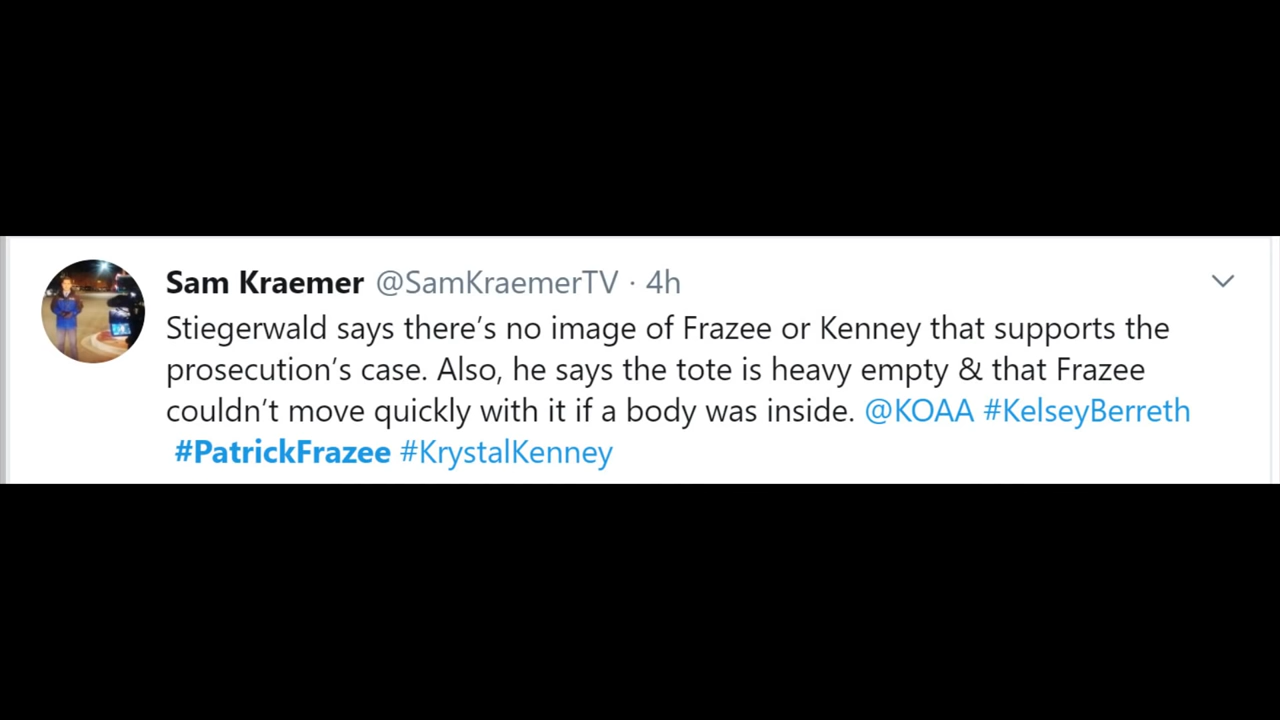 Sam Kraemer @SamKraemerTV · 4h
Stiegerwald says there’s no image of Frazee or Kenney that supports the
prosecution’s case. Also, he says the tote is heavy empty & that Frazee
couldn’t move quickly with it if a body was inside. @KOAA #KelseyBerreth
#PatrickFrazee #KrystalKenney